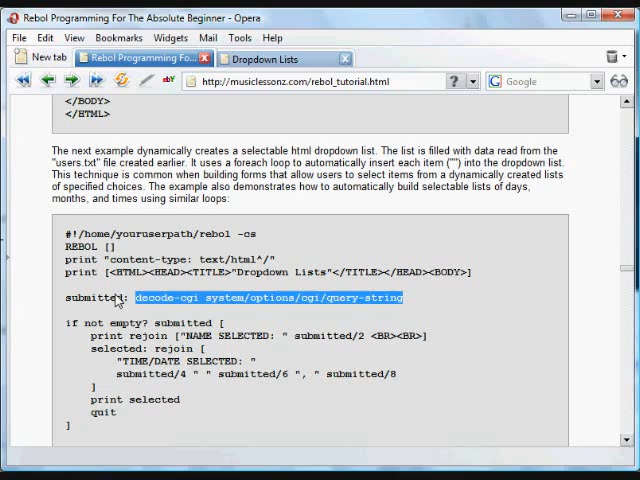 Rebol Programming For The Absolute Beginner - Opera
File Edit View Bookmarks Widgets Mail Tools Help
New tab Rebol Programming For T... Dropdown Lists
http://musiclessonz.com/rebol_tutorial.html ? Google
</BODY>
</HTML>
The next example dynamically creates a selectable html dropdown list. The list is filled with data read from the
"users.txt" file created earlier. It uses a foreach loop to automatically insert each item ("") into the dropdown list.
This technique is common when building forms that allow users to select items from a dynamically created lists
of specified choices. The example also demonstrates how to automatically build selectable lists of days,
months, and times using similar loops:
#!/home/youruserpath/rebol -cs
REBOL []
print "content-type: text/html^/"
print [<HTML><HEAD><TITLE>"Dropdown Lists"</TITLE></HEAD><BODY>]
submitted: decode-cgi system/options/cgi/query-string
if not empty? submitted [
print rejoin ["NAME SELECTED: " submitted/2 <BR><BR>]
selected: rejoin [
"TIME/DATE SELECTED: "
submitted/4 " " submitted/6 ", " submitted/8
]
print selected
quit
]